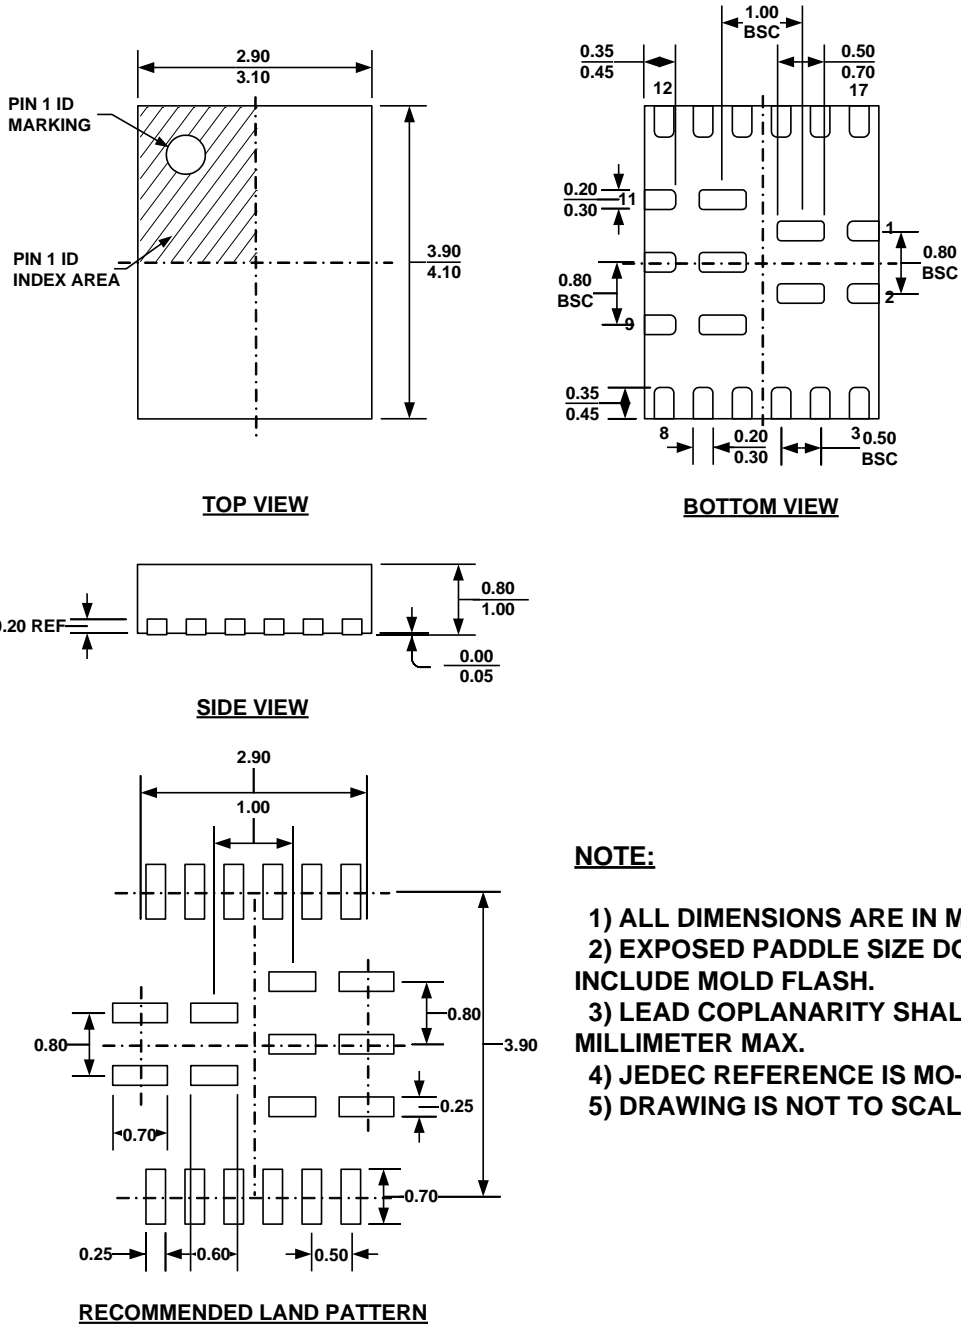 2.90
3.10
PIN 1 ID
MARKING
PIN 1 ID
INDEX AREA
3.90
4.10
TOP VIEW
1.00
BSC
0.35
0.45
0.50
0.70
12
17
0.20
0.30
11
1
0.80
BSC
0.80
BSC
2
9
0.35
0.45
8
0.20
0.30
3
0.50
BSC
BOTTOM VIEW
0.80
1.00
0.20 REF
0.00
0.05
SIDE VIEW
2.90
1.00
0.80
0.80
3.90
0.25
0.70
0.70
0.25
0.60
0.50
RECOMMENDED LAND PATTERN
NOTE:
1) ALL DIMENSIONS ARE IN
2) EXPOSED PADDLE SIZE
INCLUDE MOLD FLASH.
3) LEAD COPLANARITY
MILLIMETER MAX.
4) JEDEC REFERENCE IS MO-
5) DRAWING IS NOT TO